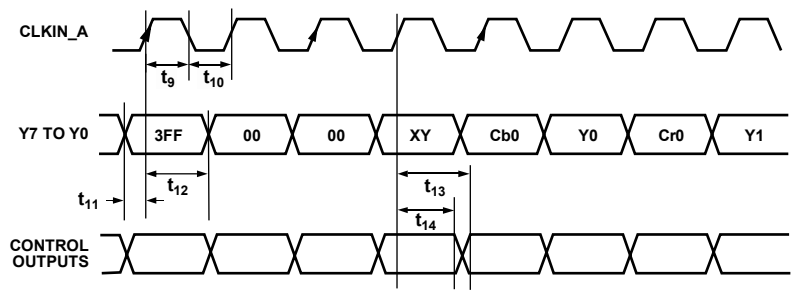 CLKIN_A
t9 t10
Y7 TO Y0 3FF 00 00 XY Cb0 Y0 Cr0 Y1
t11 t12 t13
t14
CONTROL
OUTPUTS